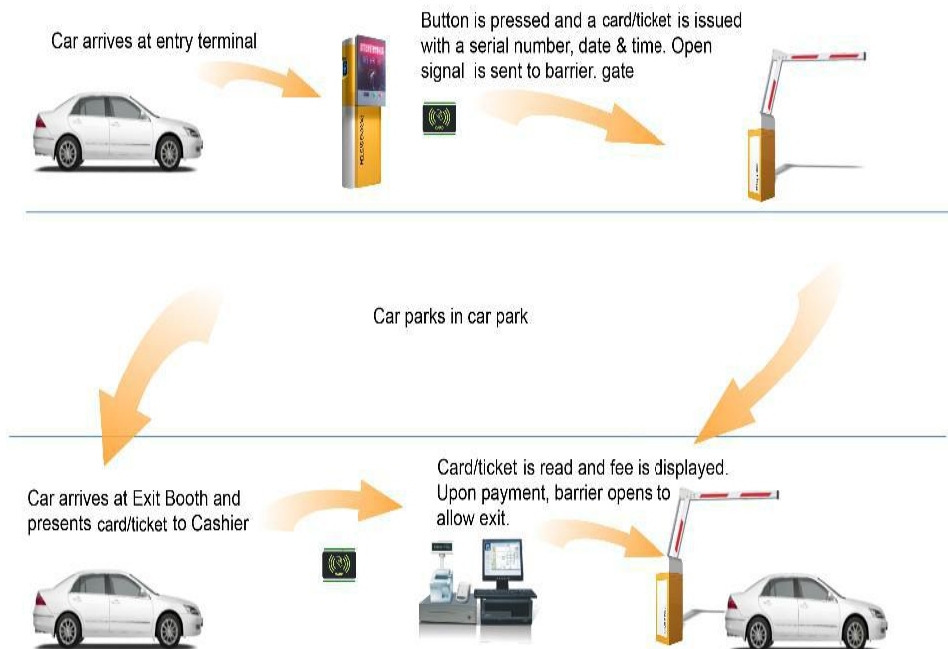 Car arrives at entry terminal
Button is pressed and a card/ticket is issued
with a serial number, date & time. Open
signal is sent to barrier. gate
Car parks in car park
Car arrives at Exit Booth and
presents card/ticket to Cashier
Card/ticket is read and fee is displayed.
Upon payment, barrier opens to
allow exit.